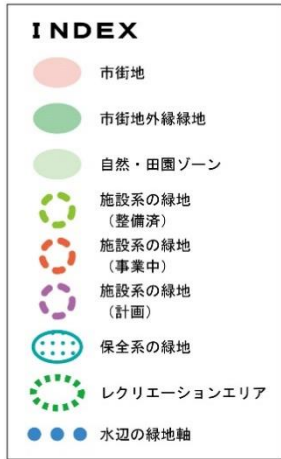 INDEX
市街地
市街地外縁緑地
自然・田園ゾーン
施設系の緑地
(整備済)
施設系の緑地
(事業中)
施設系の緑地
(計画)
保全系の緑地
レクリエーションエリア
水辺の緑地軸